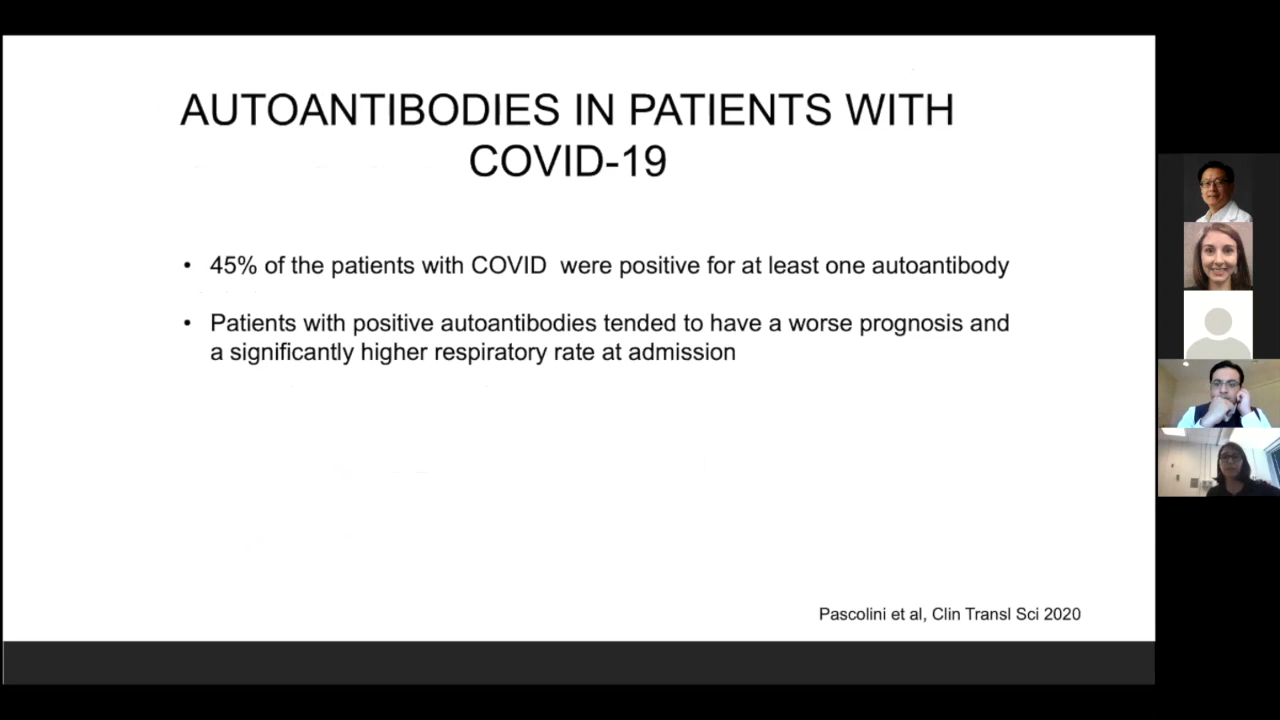 AUTOANTIBODIES IN PATIENTS WITH
COVID-19
• 45% of the patients with COVID  were positive for at least one autoantibody
• Patients with positive autoantibodies tended to have a worse prognosis and
a significantly higher respiratory rate at admission
Pascolini et al, Clin Transl Sci 2020